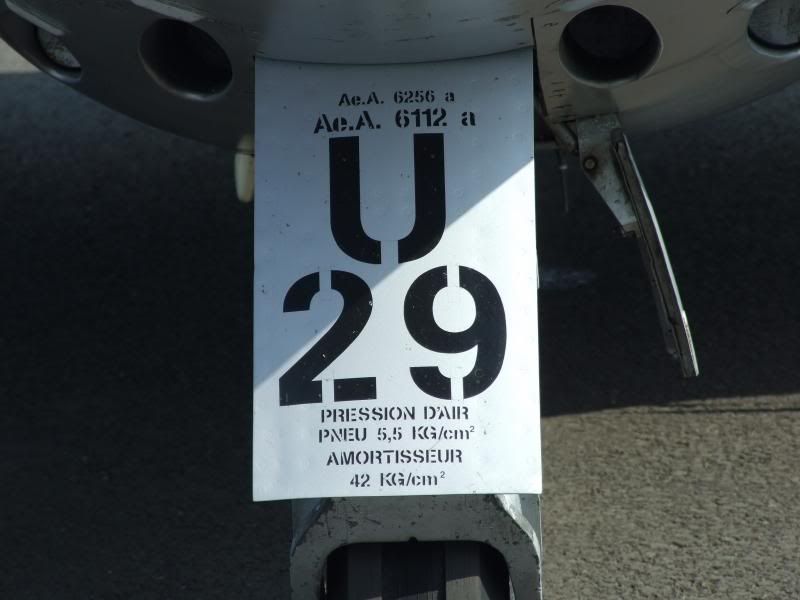 Ae.A. 6256 a
Ae.A. 6112 a
U
29
PRESSION D'AIR
PNEU 5,5 KG/cm²
AMORTISSEUR
42 KG/cm²